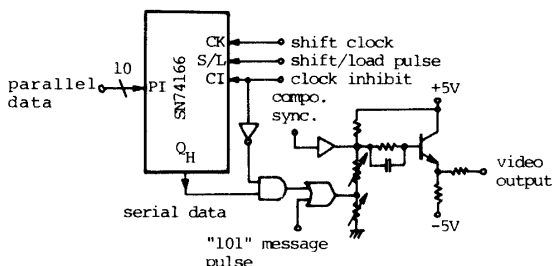 CK
shift clock
S/L
shift/load pulse
10
parallel
data
PI
SN74166
CI
clock inhibit
compo.
sync.
+5V
QH
video
output
serial data
-5V
"101" message
pulse